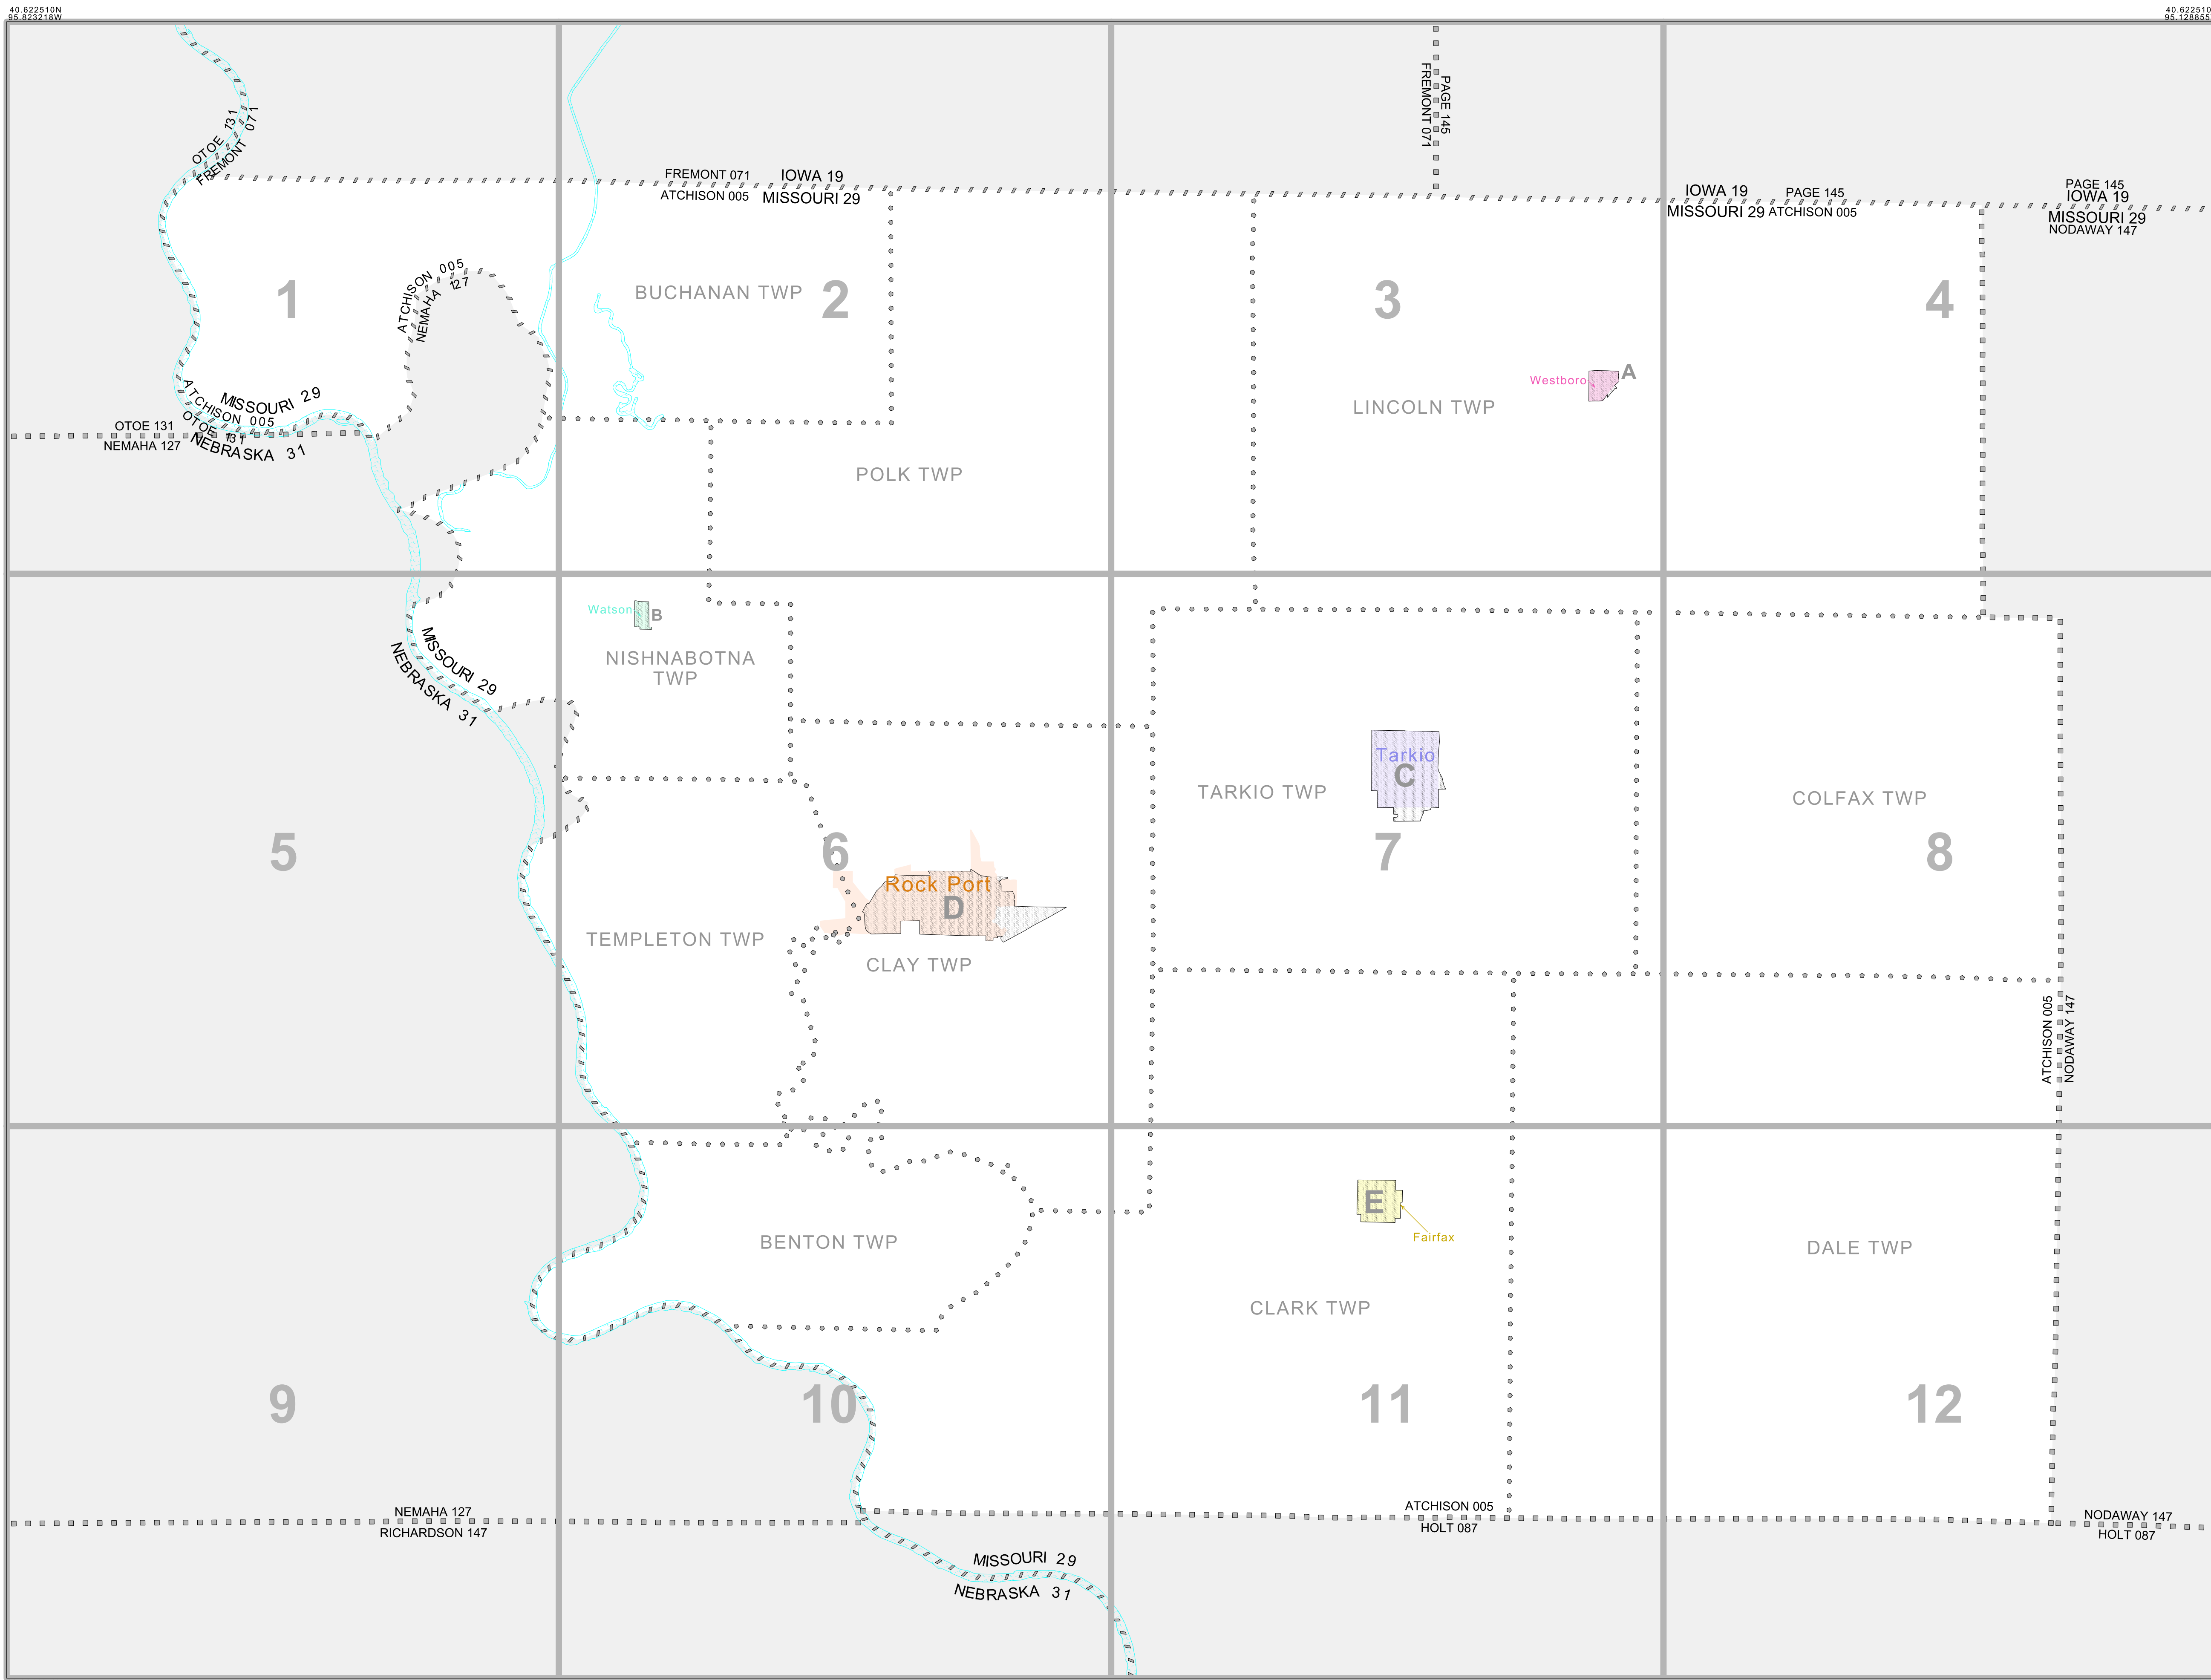 40.622510N
95.823218W
40.622510
95.128855
OTOE 131
FREMONT 071
FREMONT 071
PAGE 145
FREMONT 071 IOWA 19
ATCHISON 005 MISSOURI 29
IOWA 19 PAGE 145
MISSOURI 29 ATCHISON 005
PAGE 145
IOWA 19
MISSOURI 29
NODAWAY 147
ATCHISON 005
NEMAHA 127
1
BUCHANAN TWP
2
3
4
Westboro
A
LINCOLN TWP
MISSOURI 29
ATCHISON 005
OTOE 131
NEBRASKA 31
OTOE 131
NEMAHA 127
POLK TWP
Watson
B
NISHNABOTNA
TWP
MISSOURI 29
NEBRASKA 31
Tarkio
C
TARKIO TWP
COLFAX TWP
5
6
7
8
Rock Port
D
TEMPLETON TWP
CLAY TWP
ATCHISON 005
NODAWAY 147
E
Fairfax
BENTON TWP
DALE TWP
CLARK TWP
9
10
11
12
NEMAHA 127
RICHARDSON 147
ATCHISON 005
HOLT 087
NODAWAY 147
HOLT 087
MISSOURI 29
NEBRASKA 31